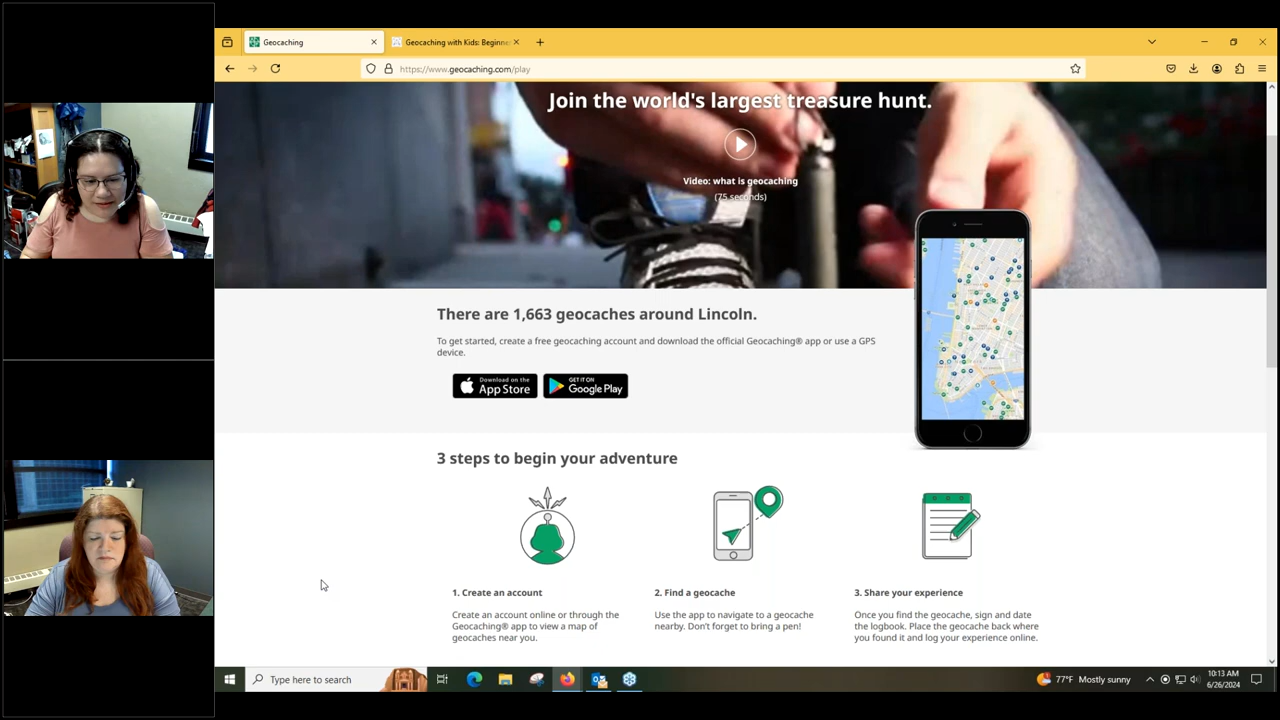 Geocaching
Geocaching with Kids: Beginne
https://www.geocaching.com/play
Join the world's largest treasure hunt.
Video: what is geocaching
(75 seconds)
There are 1,663 geocaches around Lincoln.
To get started, create a free geocaching account and download the official Geocaching® app or use a GPS
device.
Download on the
App Store
GET IT ON
Google Play
3 steps to begin your adventure
1. Create an account
Create an account online or through the
Geocaching® app to view a map of
geocaches near you.
2. Find a geocache
Use the app to navigate to a geocache
nearby. Don't forget to bring a pen!
3. Share your experience
Once you find the geocache, sign and date
the logbook. Place the geocache back where
you found it and log your experience online.
Type here to search
77°F Mostly sunny
10:13 AM
6/26/2024